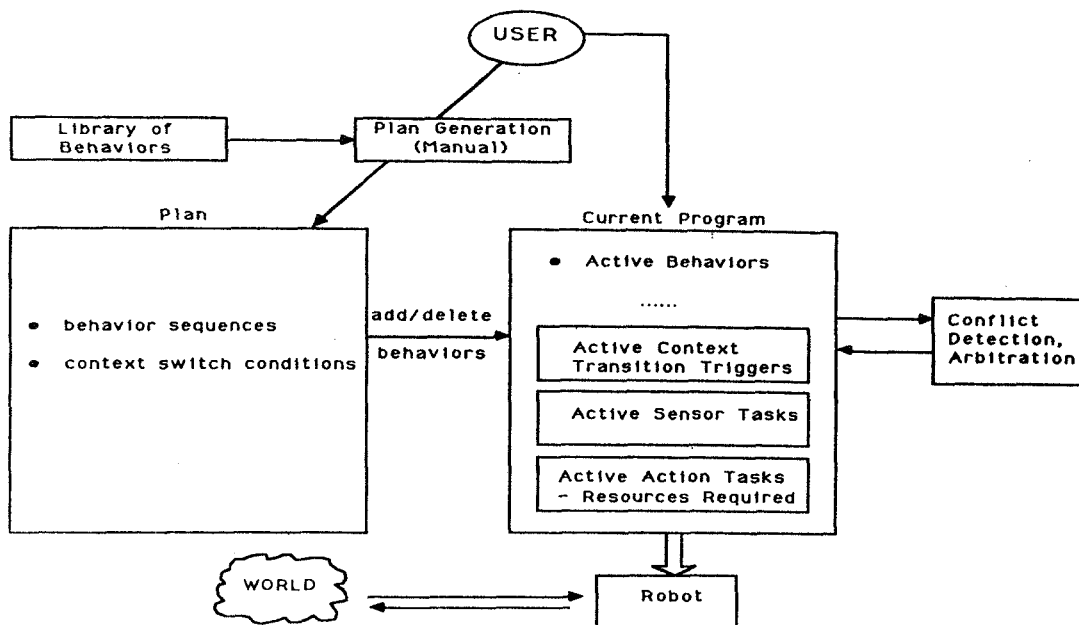 USER
Library of
Behaviors
Plan Generation
(Manual)
Plan
• behavior sequences
• context switch conditions
add/delete
behaviors
Current Program
• Active Behaviors
......
Active Context
Transition Triggers
Active Sensor Tasks
Active Action Tasks
- Resources Required
Conflict
Detection,
Arbitration
WORLD
Robot